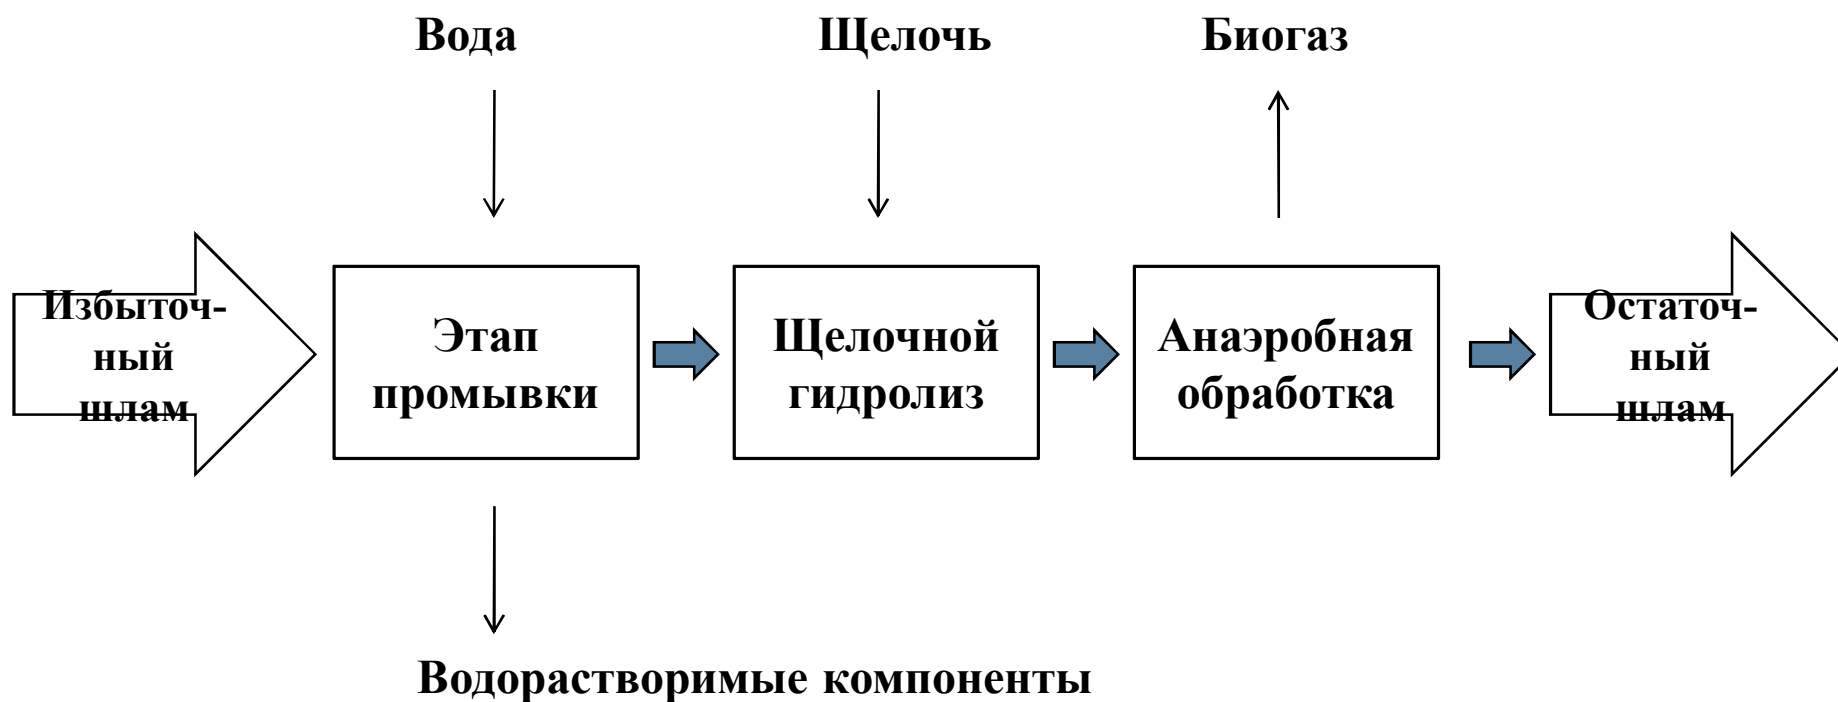 Вода
Щелочь
Биогаз
Избыточ-
ный
шлам
Этап
промывки
Щелочной
гидролиз
Анаэробная
обработка
Остаточ-
ный
шлам
Водорастворимые компоненты